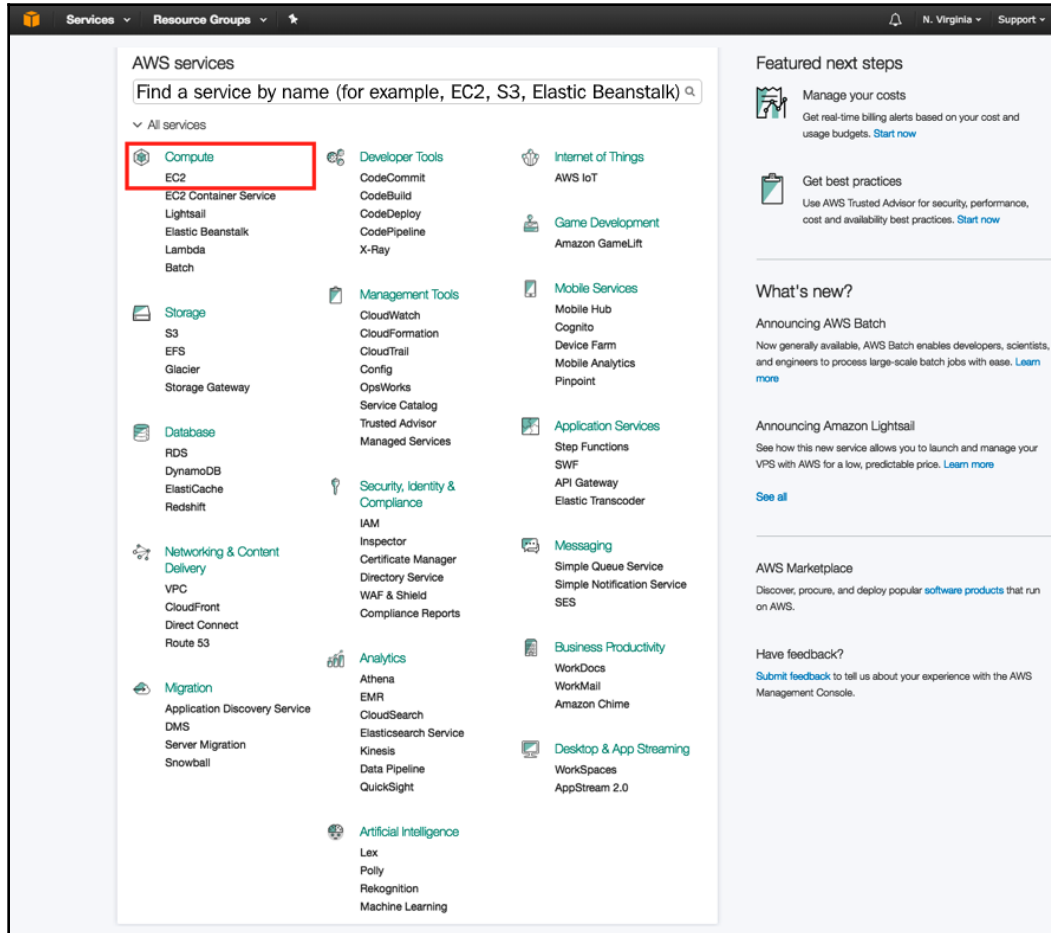 Services Resource Groups N. Virginia Support
AWS services
Find a service by name (for example, EC2, S3, Elastic Beanstalk)
All services
Compute
EC2
EC2 Container Service
Lightsail
Elastic Beanstalk
Lambda
Batch
Storage
S3
EFS
Glacier
Storage Gateway
Database
RDS
DynamoDB
ElastiCache
Redshift
Networking & Content
Delivery
VPC
CloudFront
Direct Connect
Route 53
Migration
Application Discovery Service
DMS
Server Migration
Snowball
Developer Tools
CodeCommit
CodeBuild
CodeDeploy
CodePipeline
X-Ray
Management Tools
CloudWatch
CloudFormation
CloudTrail
Config
OpsWorks
Service Catalog
Trusted Advisor
Managed Services
Security, Identity &
Compliance
IAM
Inspector
Certificate Manager
Directory Service
WAF & Shield
Compliance Reports
Analytics
Athena
EMR
CloudSearch
Elasticsearch Service
Kinesis
Data Pipeline
QuickSight
Artificial Intelligence
Lex
Polly
Rekognition
Machine Learning
Internet of Things
AWS IoT
Game Development
Amazon GameLift
Mobile Services
Mobile Hub
Cognito
Device Farm
Mobile Analytics
Pinpoint
Application Services
Step Functions
SWF
API Gateway
Elastic Transcoder
Messaging
Simple Queue Service
Simple Notification Service
SES
Business Productivity
WorkDocs
WorkMail
Amazon Chime
Desktop & App Streaming
WorkSpaces
AppStream 2.0
Featured next steps
Manage your costs
Get real-time billing alerts based on your cost and
usage budgets. Start now
Get best practices
Use AWS Trusted Advisor for security, performance,
cost and availability best practices. Start now
What's new?
Announcing AWS Batch
Now generally available, AWS Batch enables developers, scientists,
and engineers to process large-scale batch jobs with ease. Learn
more
Announcing Amazon Lightsail
See how this new service allows you to launch and manage your
VPS with AWS for a low, predictable price. Learn more
See all
AWS Marketplace
Discover, procure, and deploy popular software products that run
on AWS.
Have feedback?
Submit feedback to tell us about your experience with the AWS
Management Console.